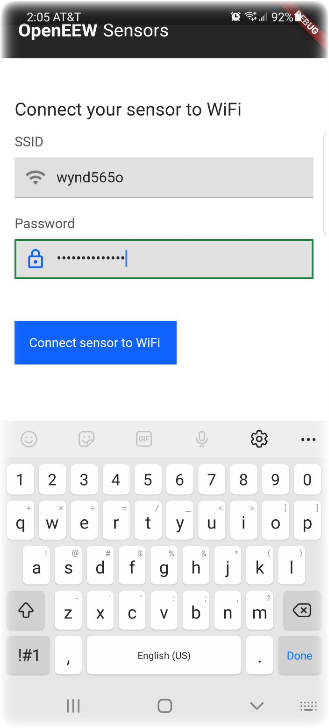 2:05 AT&T 92%
DEBUG
OpenEEW Sensors
Connect your sensor to WiFi
SSID
wynd565o
Password
••••••••••••••
Connect sensor to WiFi
GIF
1 2 3 4 5 6 7 8 9 0
+ × ÷ = / _ < > [ ]
q w e r t y u i o p
! @ # $ % ^ & * ( )
a s d f g h j k l
- ' " : ; , ?
z x c v b n m
!#1 , English (US) . Done